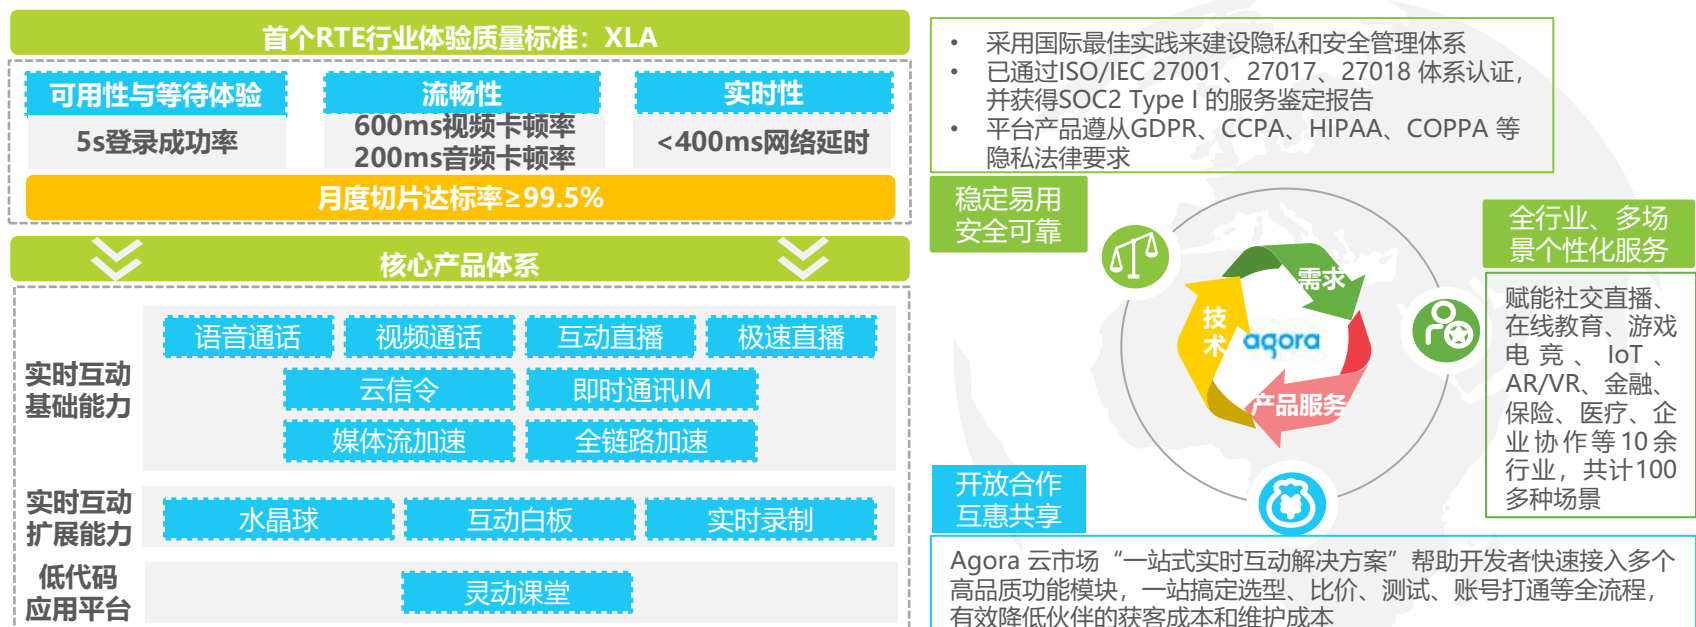 首个RTE行业体验质量标准：XLA
可用性与等待体验
5s登录成功率
流畅性
600ms视频卡顿率
200ms音频卡顿率
实时性
<400ms网络延时
月度切片达标率≥99.5%
核心产品体系
实时互动
基础能力
语音通话
视频通话
互动直播
极速直播
云信令
即时通讯IM
媒体流加速
全链路加速
实时互动
扩展能力
水晶球
互动白板
实时录制
低代码
应用平台
灵动课堂
• 采用国际最佳实践来建设隐私和安全管理体系
• 已通过ISO/IEC 27001、27017、27018 体系认证，
并获得SOC2 Type I 的服务鉴定报告
• 平台产品遵从GDPR、CCPA、HIPAA、COPPA 等
隐私法律要求
稳定易用
安全可靠
需求
技
术
agora
产品服务
全行业、多场
景个性化服务
赋能社交直播、
在线教育、游戏
电竞、IoT、
AR/VR、金融、
保险、医疗、企
业协作等10余
行业，共计100
多种场景
开放合作
互惠共享
Agora 云市场“一站式实时互动解决方案”帮助开发者快速接入多个
高品质功能模块，一站搞定选型、比价、测试、账号打通等全流程，
有效降低伙伴的获客成本和维护成本